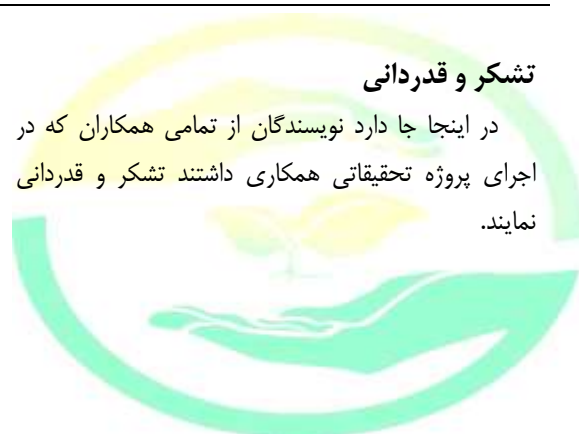 تشکر و قدردانی
در اینجا جا دارد نویسندگان از تمامی همکاران که در
اجرای پروژه تحقیقاتی همکاری داشتند تشکر و قدردانی
نمایند.